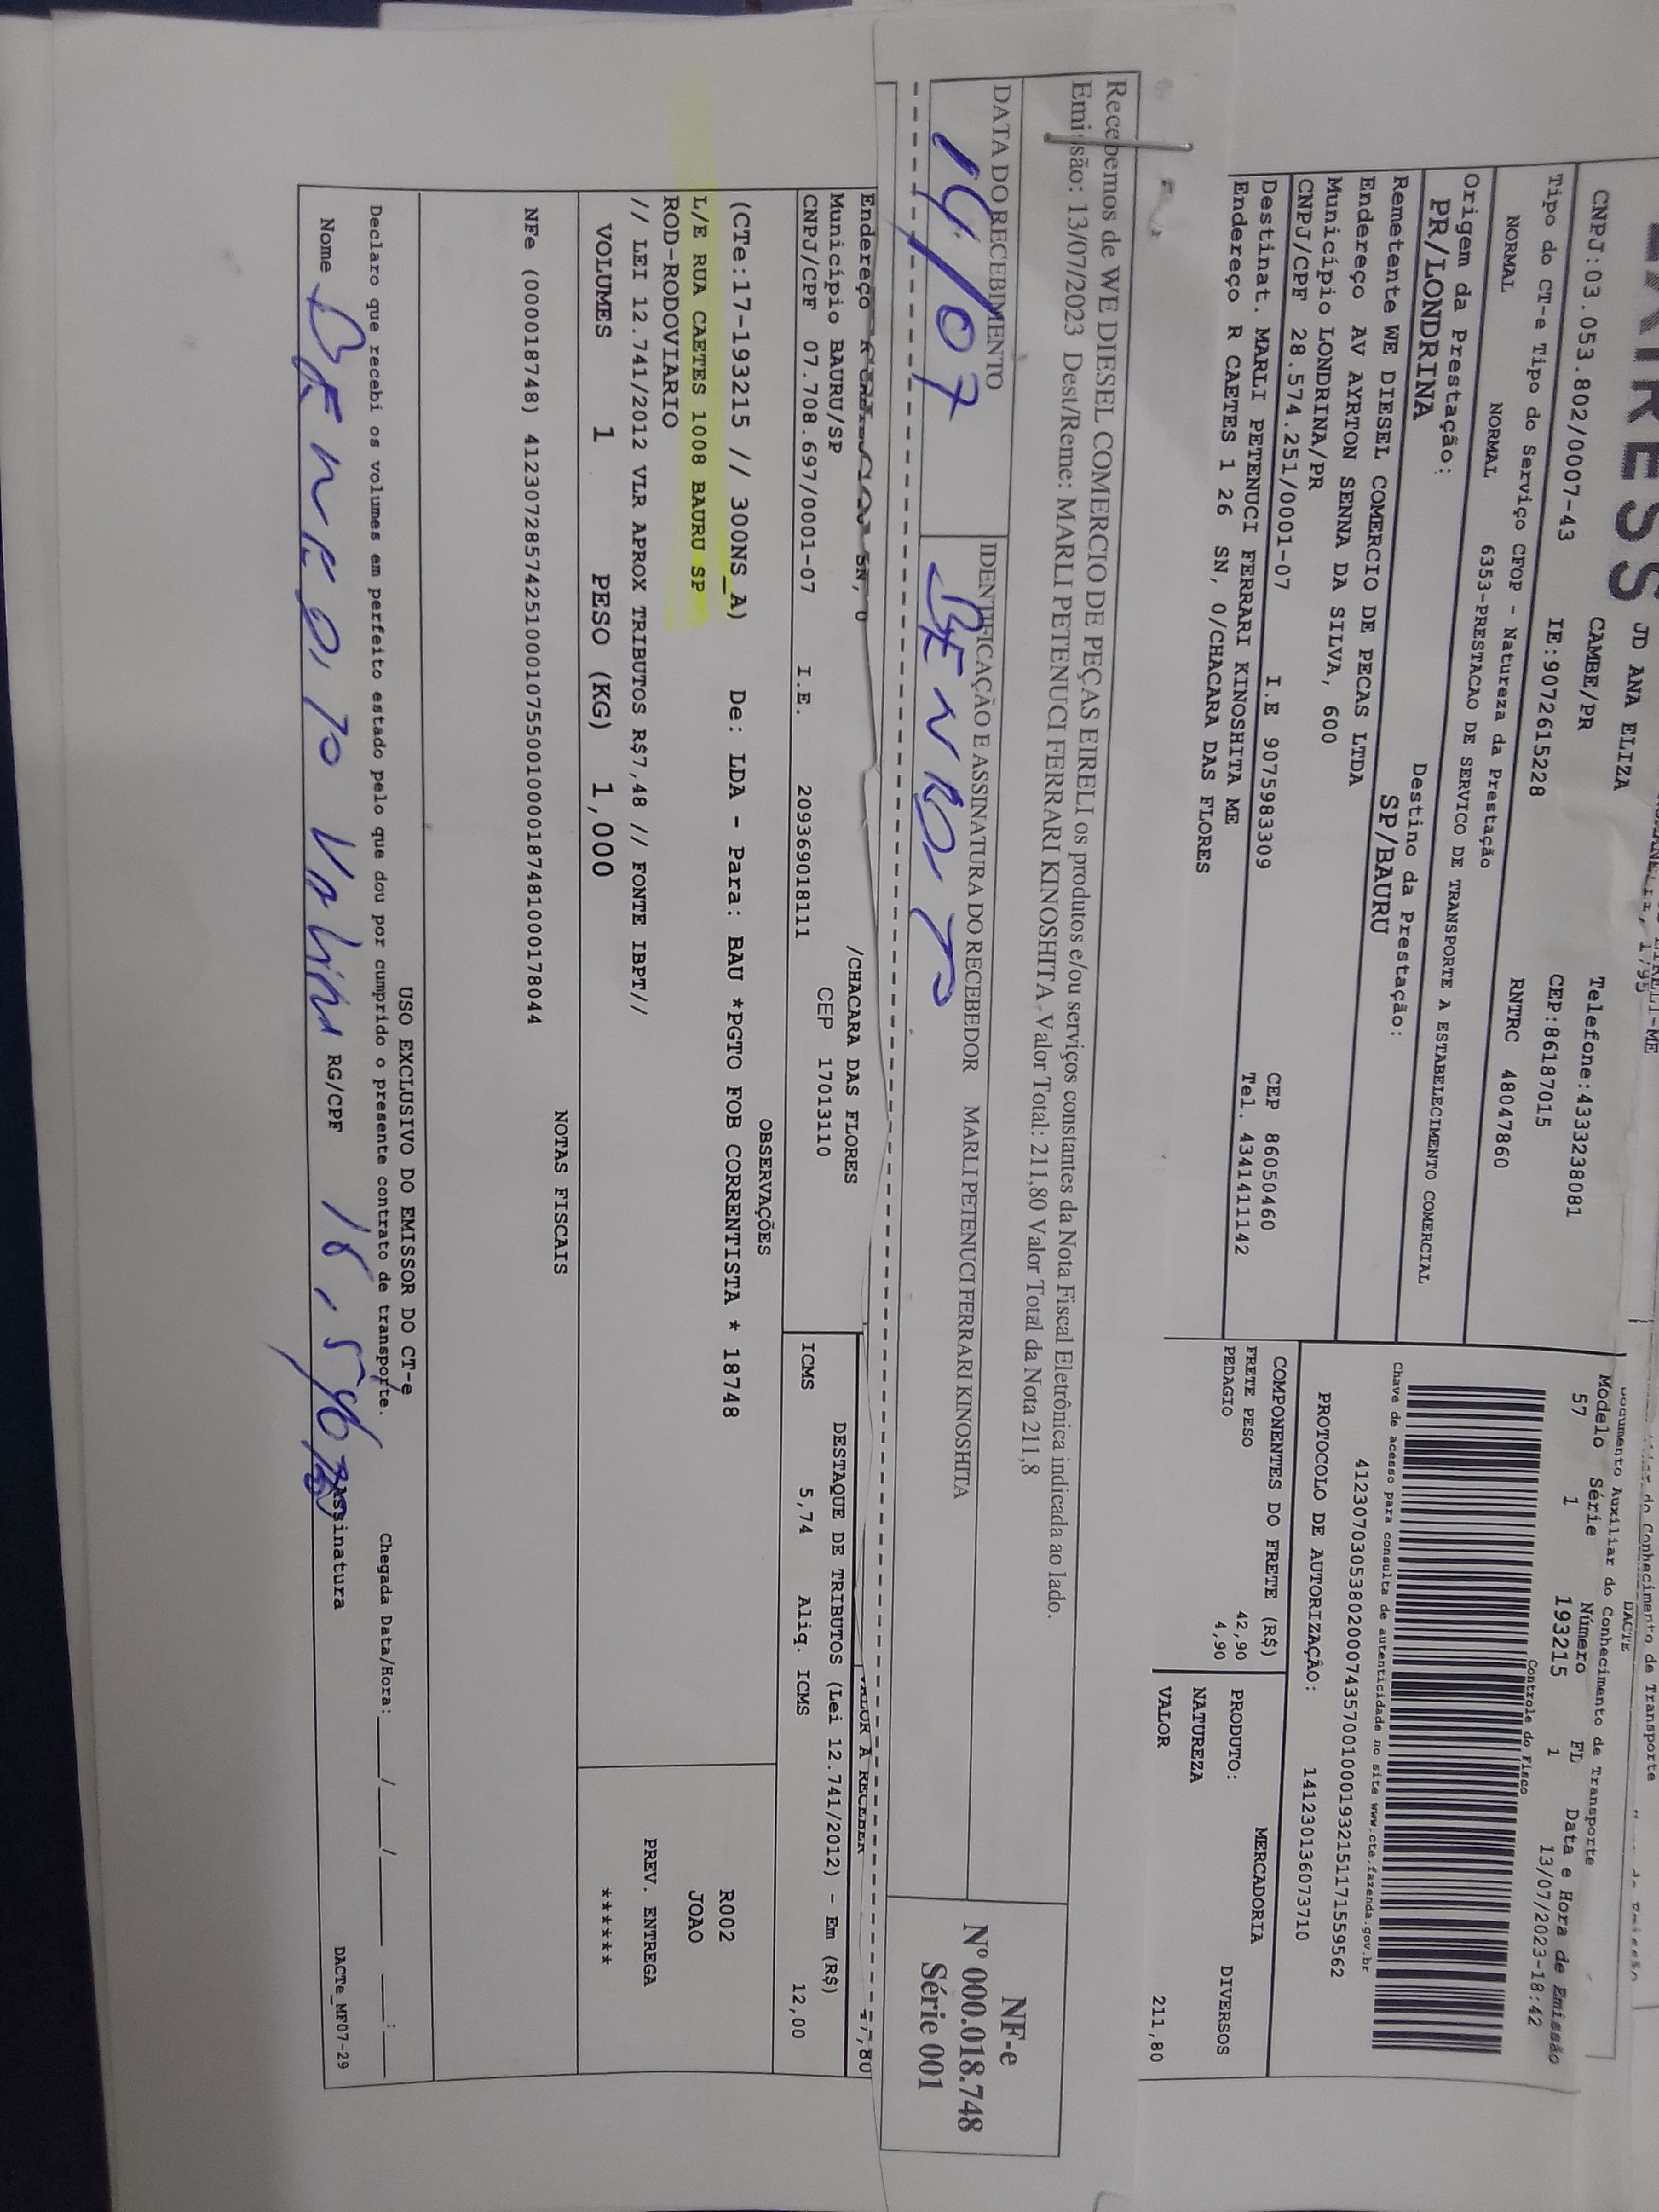 JD ANA ELIZA
CNPJ:03.053.802/0007-43 CAMBE/PR Telefone:4333238081
IE:9072615228 CEP:86187015
Tipo do CT-e Tipo do Serviço CFOP - Natureza da Prestação RNTRC 48047860
NORMAL NORMAL 6353-PRESTACAO DE SERVICO DE TRANSPORTE A ESTABELECIMENTO COMERCIAL
Origem da Prestação: Destino da Prestação:
PR/LONDRINA SP/BAURU
Remetente WE DIESEL COMERCIO DE PECAS LTDA
Endereço AV AYRTON SENNA DA SILVA, 600
Município LONDRINA/PR CEP 86050460
CNPJ/CPF 28.574.251/0001-07 I.E 9075983309 Tel. 434141142
Destinat. MARLI PETENUCI FERRARI KINOSHITA ME
Endereço R CAETES 1 26 SN, 0/CHACARA DAS FLORES
DACTE
Documento Auxiliar do Conhecimento de Transporte
Modelo Série Número FL Data e Hora de Emissão
57 1 193215 1 13/07/2023-18:42
Controle do Fisco
Chave de acesso para consulta de autenticidade no site www.cte.fazenda.gov.br
41230703053802000743570010001932151171559562
PROTOCOLO DE AUTORIZAÇÃO: 141230136073710
COMPONENTES DO FRETE (R$) MERCADORIA
FRETE PESO 42,90 PRODUTO: DIVERSOS
PEDAGIO 4,90 NATUREZA
VALOR 211,80
Recebemos de WE DIESEL COMERCIO DE PEÇAS EIRELI os produtos e/ou serviços constantes da Nota Fiscal Eletrônica indicada ao lado.
Emissão: 13/07/2023 Dest/Reme: MARLI PETENUCI FERRARI KINOSHITA - Valor Total: 211,80 Valor Total da Nota 211,8
DATA DO RECEBIMENTO IDENTIFICAÇÃO E ASSINATURA DO RECEBEDOR MARLI PETENUCI FERRARI KINOSHITA
14/07 BENEDITO
NF-e
Nº 000.018.748
Série 001
Endereço SN, 0 /CHACARA DAS FLORES
VALOR A RECEBER 47,80
Município BAURU/SP CEP 17013110
CNPJ/CPF 07.708.697/0001-07 I.E. 209369018111
DESTAQUE DE TRIBUTOS (Lei 12.741/2012) - Em (R$)
ICMS 5,74 Aliq. ICMS 12,00
OBSERVAÇÕES
(CTe:17-193215 // 300NS_A) De: LDA - Para: BAU *PGTO FOB CORRENTISTA * 18748
L/E RUA CAETES 1008 BAURU SP
ROD-RODOVIARIO
// LEI 12.741/2012 VLR APROX TRIBUTOS R$7,48 // FONTE IBPT//
VOLUMES 1 PESO (KG) 1,000
R002
JOAO
PREV. ENTREGA
******
NOTAS FISCAIS
NFe (000018748) 41230728574251000107550010000187481000178044
USO EXCLUSIVO DO EMISSOR DO CT-e
Declaro que recebi os volumes em perfeito estado pelo que dou por cumprido o presente contrato de transporte. Chegada Data/Hora: ____/____/____ ____:____
Nome RG/CPF Assinatura
DACTe_MF07-29